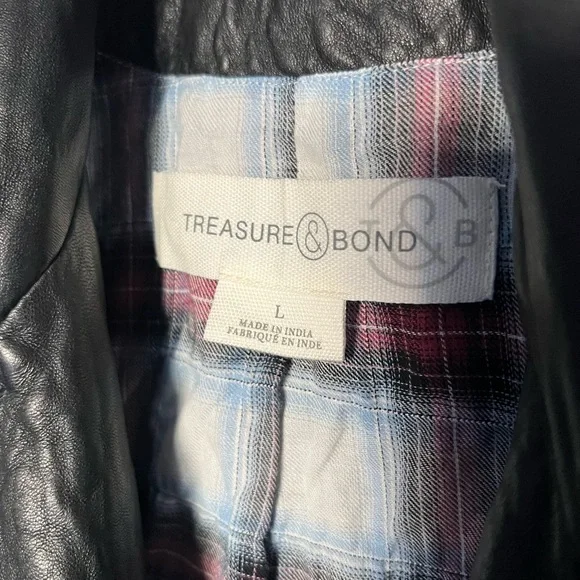 TREASURE & BOND
T & B
L
MADE IN INDIA
FABRIQUÉ EN INDE